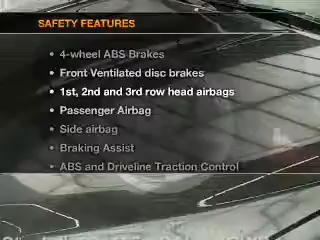 SAFETY FEATURES
• 4-wheel ABS Brakes
• Front Ventilated disc brakes
• 1st, 2nd and 3rd row head airbags
• Passenger Airbag
• Side airbag
• Braking Assist
• ABS and Driveline Traction Control